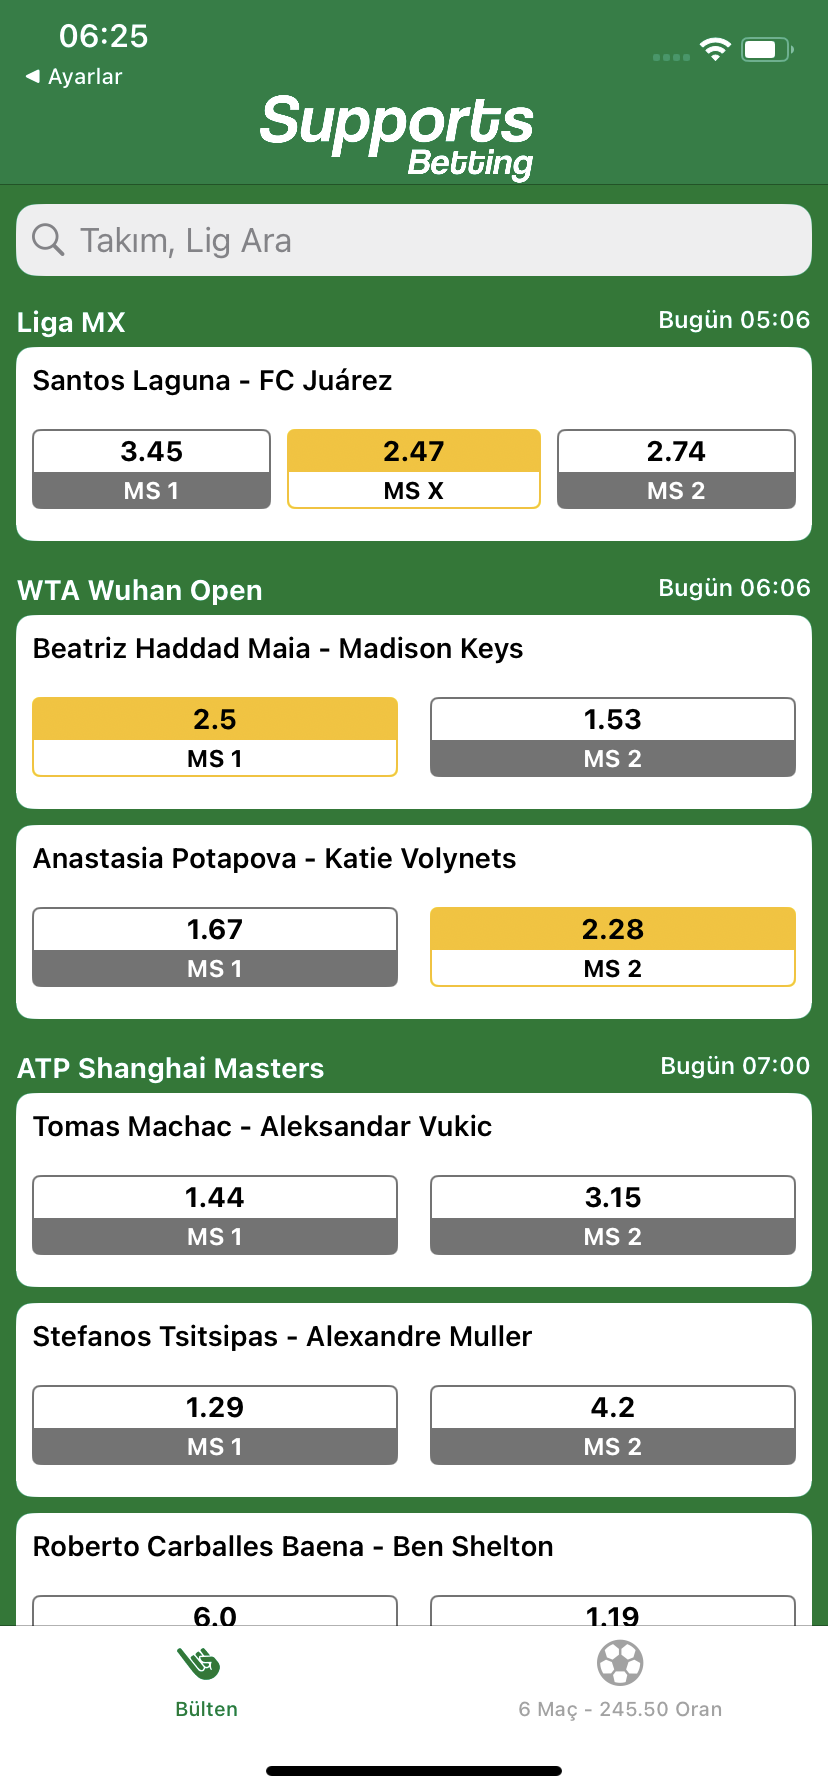 06:25
◀ Ayarlar
Supports
Betting
Takım, Lig Ara
Liga MX Bugün 05:06
Santos Laguna - FC Juárez
3.45 2.47 2.74
MS 1 MS X MS 2
WTA Wuhan Open Bugün 06:06
Beatriz Haddad Maia - Madison Keys
2.5 1.53
MS 1 MS 2
Anastasia Potapova - Katie Volynets
1.67 2.28
MS 1 MS 2
ATP Shanghai Masters Bugün 07:00
Tomas Machac - Aleksandar Vukic
1.44 3.15
MS 1 MS 2
Stefanos Tsitsipas - Alexandre Muller
1.29 4.2
MS 1 MS 2
Roberto Carballes Baena - Ben Shelton
6.0 1.19
Bülten 6 Maç - 245.50 Oran